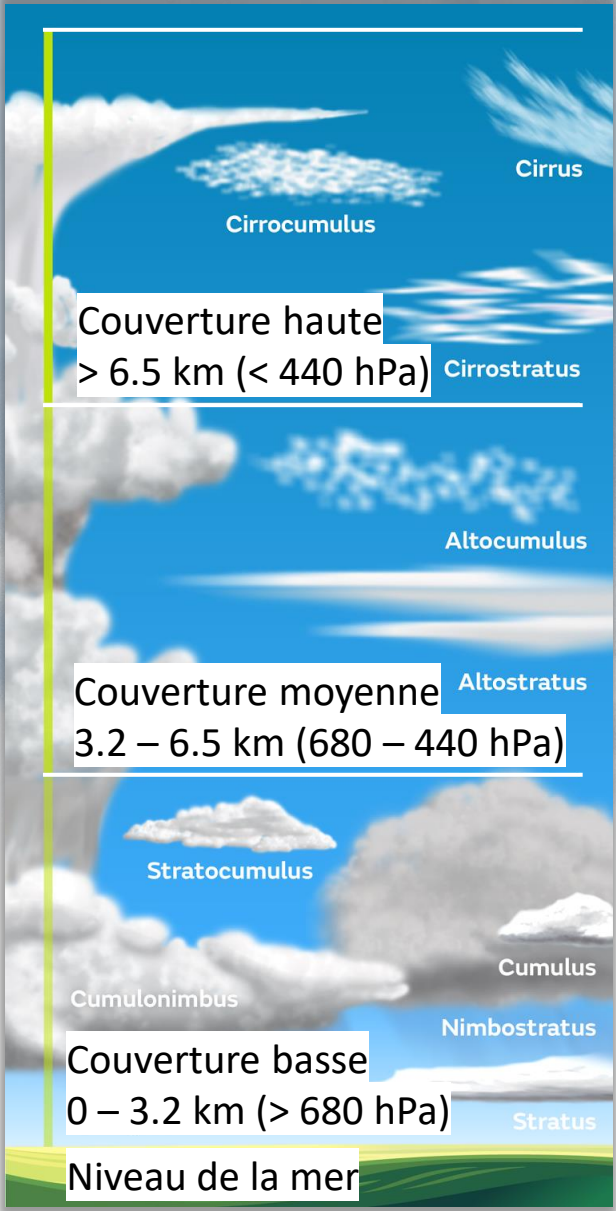 Cirrus
Cirrocumulus
Couverture haute
> 6.5 km (< 440 hPa)
Cirrostratus
Altocumulus
Altostratus
Couverture moyenne
3.2 – 6.5 km (680 – 440 hPa)
Stratocumulus
Cumulus
Cumulonimbus
Nimbostratus
Couverture basse
0 – 3.2 km (> 680 hPa)
Stratus
Niveau de la mer